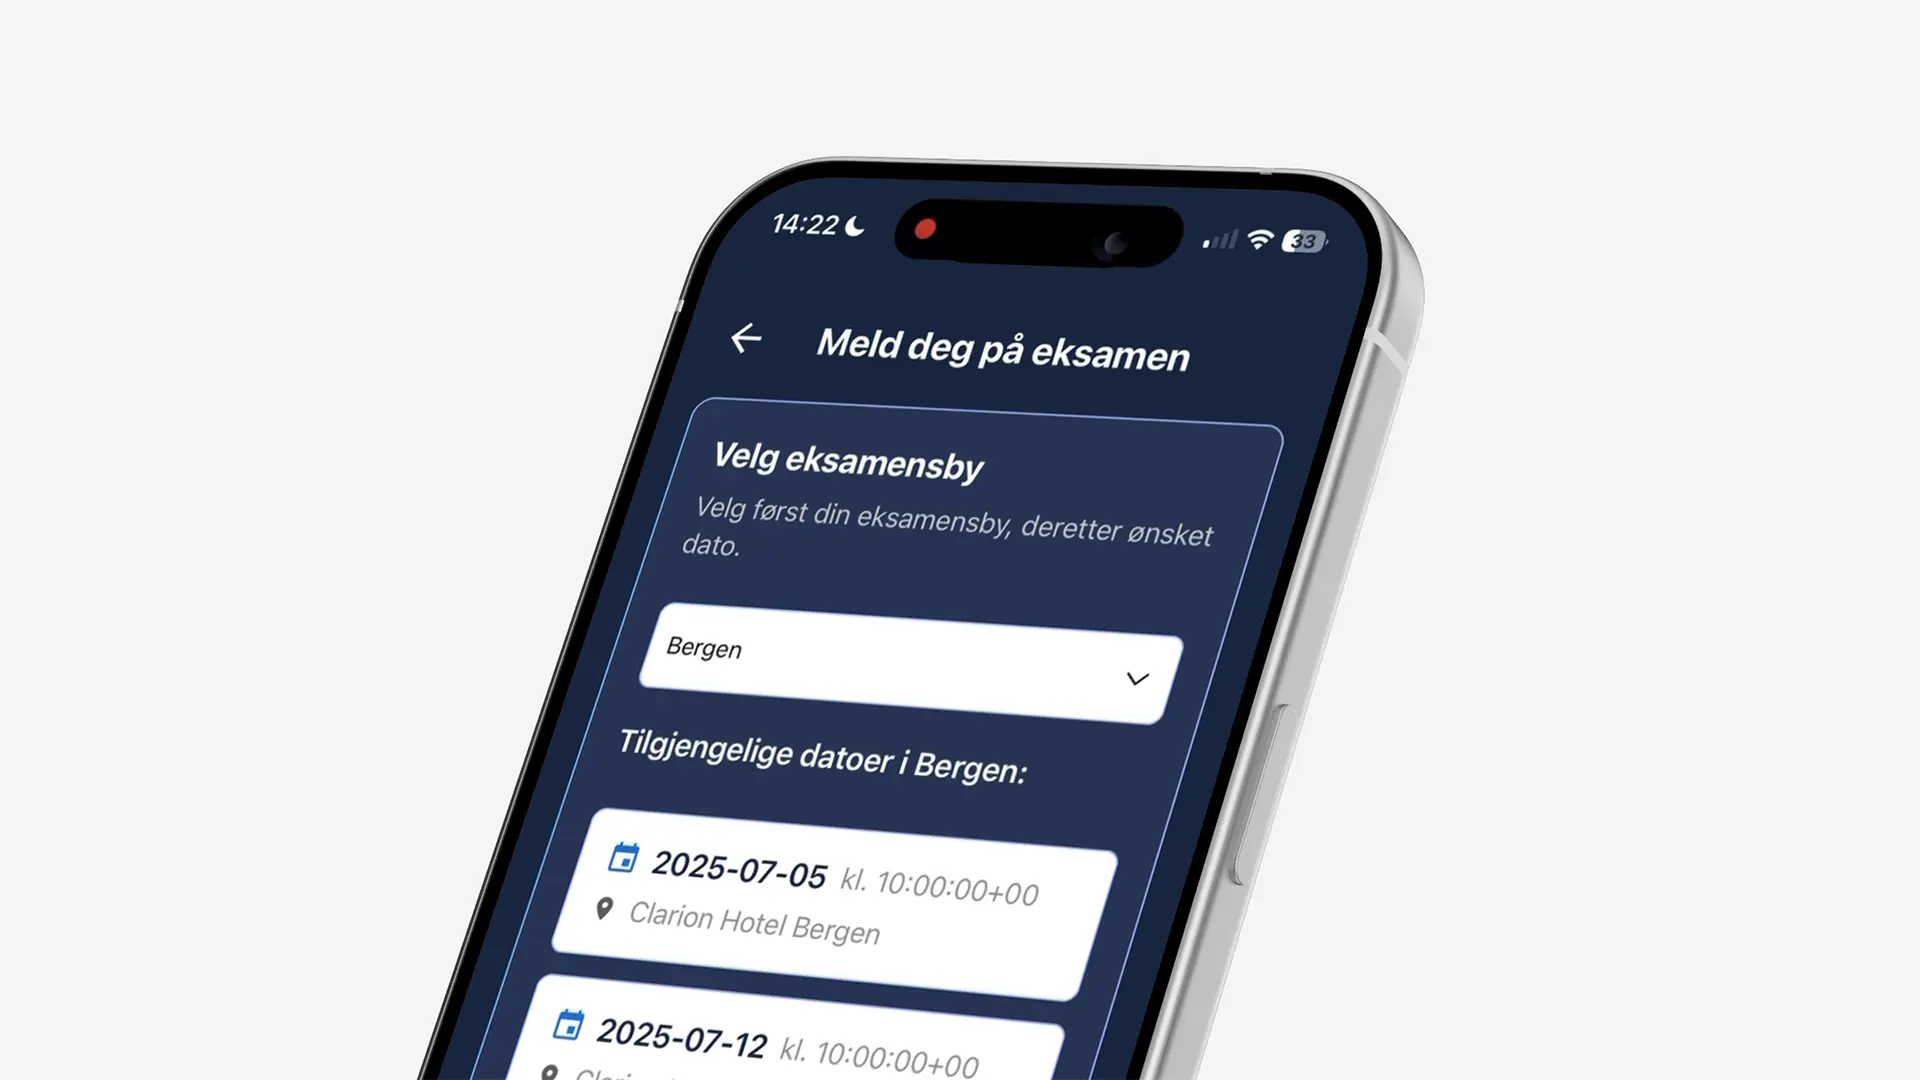 14:22
33
Meld deg på eksamen
Velg eksamensby
Velg først din eksamensby, deretter ønsket
dato.
Bergen
Tilgjengelige datoer i Bergen:
2025-07-05 kl. 10:00:00+00
Clarion Hotel Bergen
2025-07-12 kl. 10:00:00+00